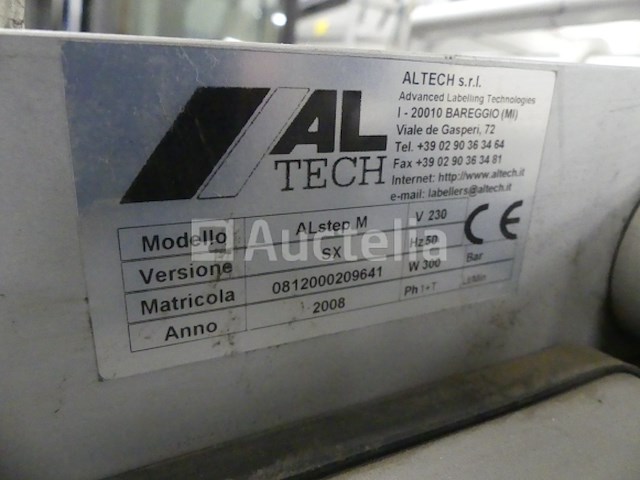 AL
TECH
ALTECH s.r.l.
Advanced Labelling Technologies
I - 20010 BAREGGIO (MI)
Viale de Gasperi, 72
Tel. +39 02 90 36 34 64
Fax +39 02 90 36 34 81
Internet: http://www.altech.it
e-mail: labellers@altech.it
Modello ALstep M V 230
Versione SX Hz 50
Matricola 0812000209641 W 300 Bar
Anno 2008 Ph 1+T Lt/Min
CE
Auctelia